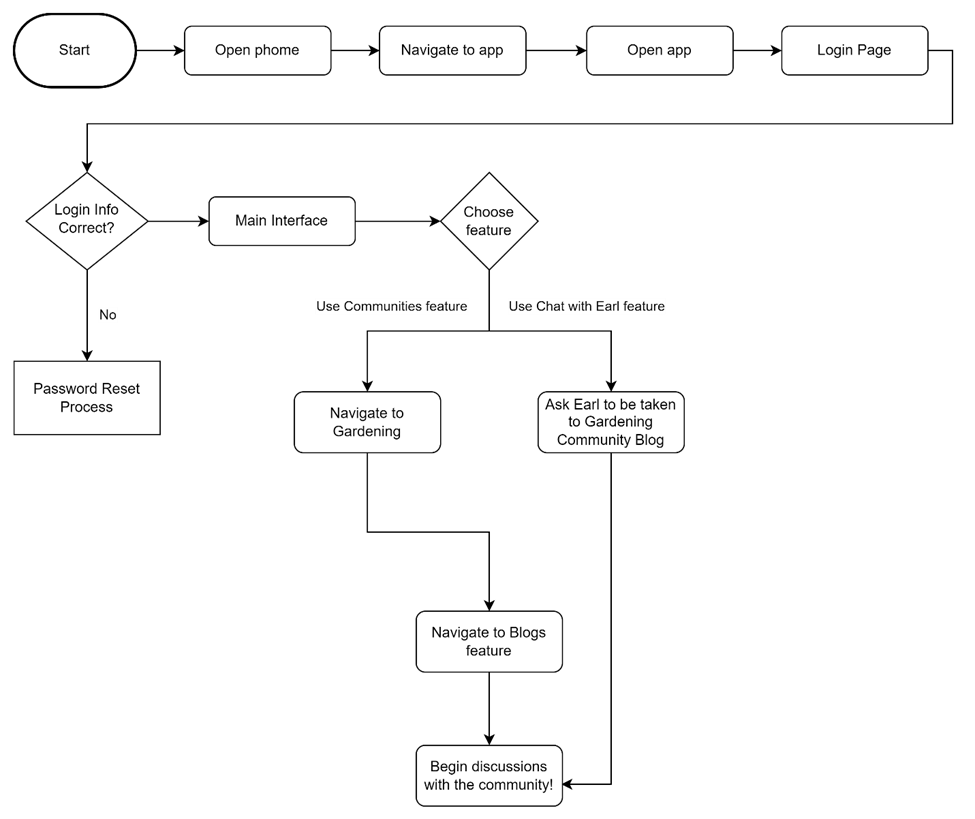 Start
Open phome
Navigate to app
Open app
Login Page
Login Info
Correct?
Main Interface
Choose
feature
No
Use Communities feature
Use Chat with Earl feature
Password Reset
Process
Navigate to
Gardening
Ask Earl to be taken
to Gardening
Community Blog
Navigate to Blogs
feature
Begin discussions
with the community!